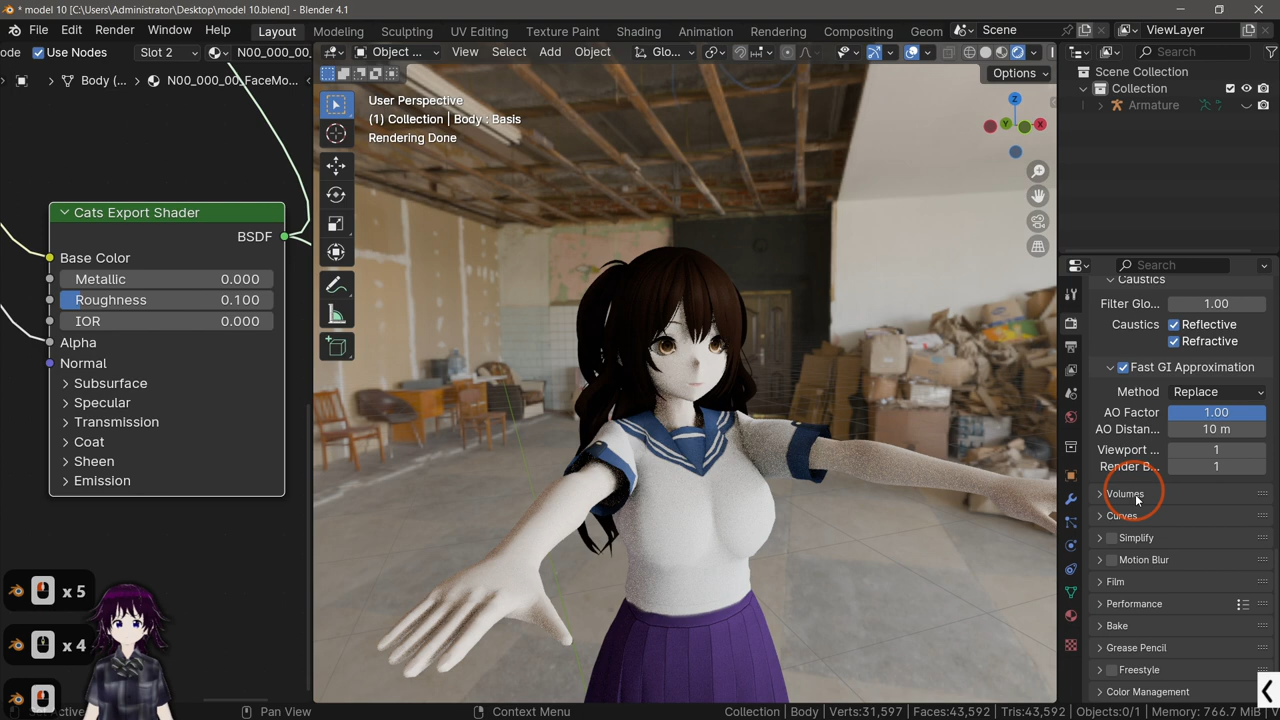 * model 10 [C:\Users\Administrator\Desktop\model 10.blend] - Blender 4.1
File Edit Render Window Help Layout Modeling Sculpting UV Editing Texture Paint Shading Animation Rendering Compositing Geom Scene ViewLayer
ode Use Nodes Slot 2 N00_000_00. Object ... View Select Add Object Glo... Search
Body (... N00_000_00_FaceMo... Options
Scene Collection
Collection
Armature
User Perspective
(1) Collection | Body : Basis
Rendering Done
Z
Y
X
Cats Export Shader
BSDF
Base Color
Metallic 0.000
Roughness 0.100
IOR 0.000
Alpha
Normal
Subsurface
Specular
Transmission
Coat
Sheen
Emission
Search
Caustics
Filter Glo... 1.00
Caustics Reflective
Refractive
Fast GI Approximation
Method Replace
AO Factor 1.00
AO Distan... 10 m
Viewport ... 1
Render B... 1
Volumes
Curves
Simplify
Motion Blur
Film
Performance
Bake
Grease Pencil
Freestyle
Color Management
x 5
x 4
Pan View Context Menu Collection | Body | Verts:31,597 | Faces:43,592 | Tris:43,592 | Objects:0/1 | Memory: 766.7 MiB